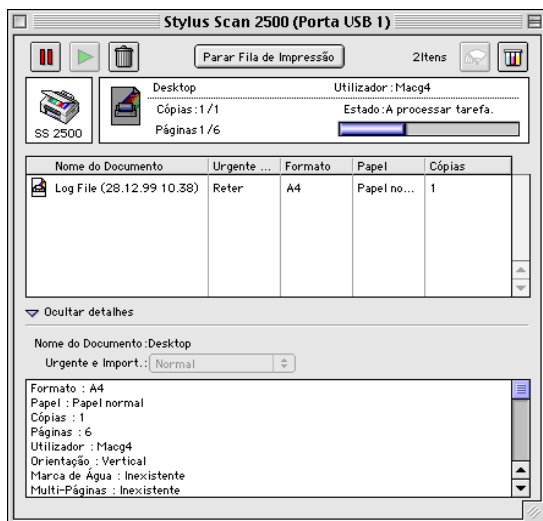 Stylus Scan 2500 (Porta USB 1)
Parar Fila de Impressão
2Itens
SS 2500
Desktop
Utilizador :Macg4
Cópias :1/1
Estado :A processar tarefa.
Páginas 1/6
Nome do Documento Urgente ... Formato Papel Cópias
Log File (28.12.99 10.38) Reter A4 Papel no... 1
Ocultar detalhes
Nome do Documento :Desktop
Urgente e Import. : Normal
Formato : A4
Papel : Papel normal
Cópias : 1
Páginas : 6
Utilizador : Macg4
Orientação : Vertical
Marca de Água : Inexistente
Multi-Páginas : Inexistente